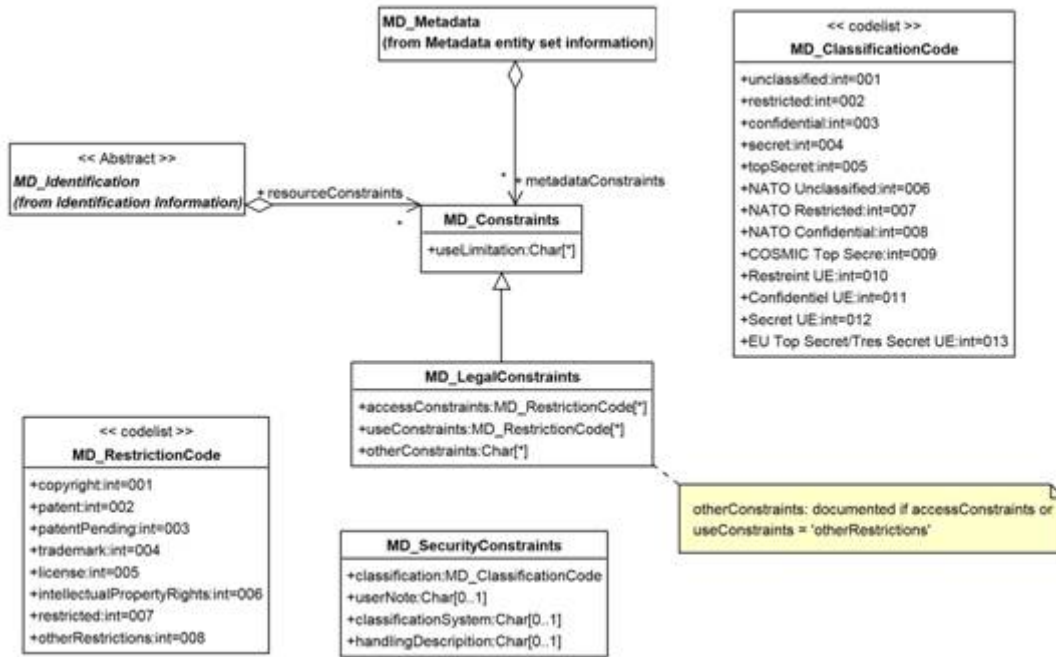 MD_Metadata
(from Metadata entity set information)
<< codelist >>
MD_ClassificationCode
+unclassified:int=001
+restricted:int=002
+confidential:int=003
+secret:int=004
+topSecret:int=005
+NATO Unclassified:int=006
+NATO Restricted:int=007
+NATO Confidential:int=008
+COSMIC Top Secre:int=009
+Restreint UE:int=010
+Confidentiel UE:int=011
+Secret UE:int=012
+EU Top Secret/Tres Secret UE:int=013
<< Abstract >>
MD_Identification
(from Identification Information)
+ resourceConstraints
*
*
+ metadataConstraints
MD_Constraints
+useLimitation:Char[*]
MD_LegalConstraints
+accessConstraints:MD_RestrictionCode[*]
+useConstraints:MD_RestrictionCode[*]
+otherConstraints:Char[*]
<< codelist >>
MD_RestrictionCode
+copyright:int=001
+patent:int=002
+patentPending:int=003
+trademark:int=004
+license:int=005
+intellectualPropertyRights:int=006
+restricted:int=007
+otherRestrictions:int=008
otherConstraints: documented if accessConstraints or
useConstraints = 'otherRestrictions'
MD_SecurityConstraints
+classification:MD_ClassificationCode
+userNote:Char[0..1]
+classificationSystem:Char[0..1]
+handlingDescripition:Char[0..1]